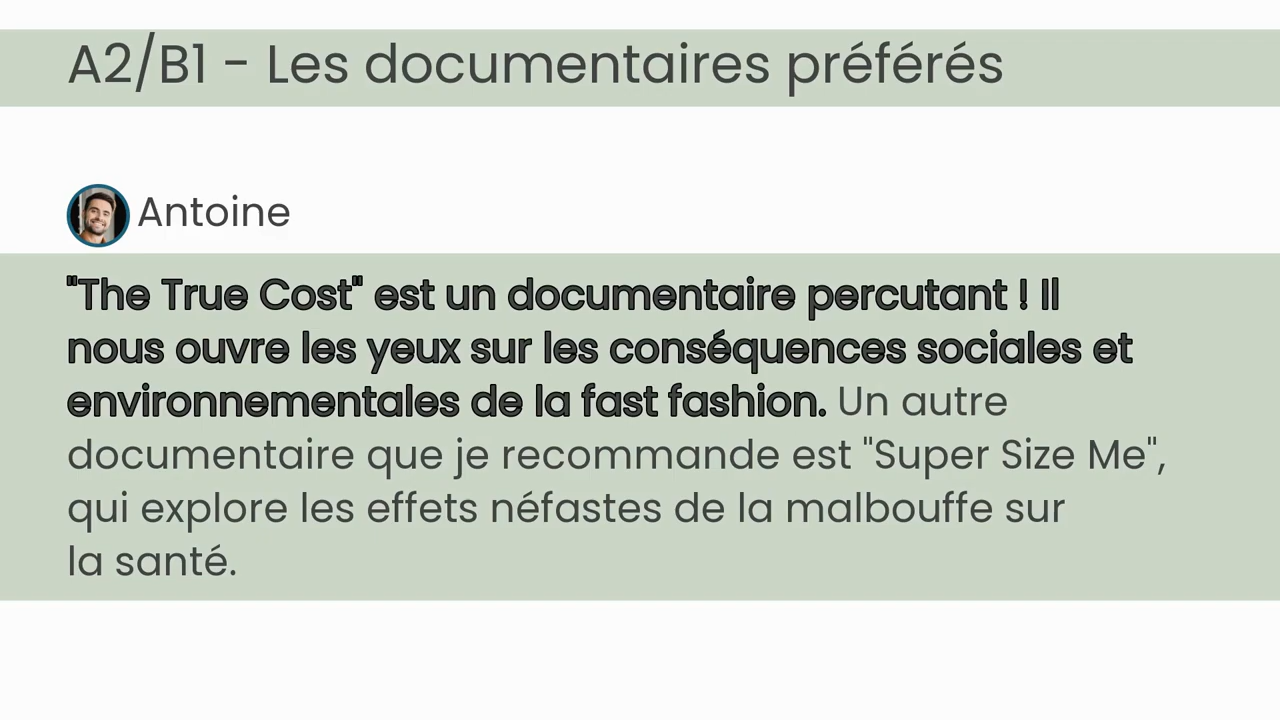 A2/B1 - Les documentaires préférés
Antoine
"The True Cost" est un documentaire percutant ! Il
nous ouvre les yeux sur les conséquences sociales et
environnementales de la fast fashion. Un autre
documentaire que je recommande est "Super Size Me",
qui explore les effets néfastes de la malbouffe sur
la santé.